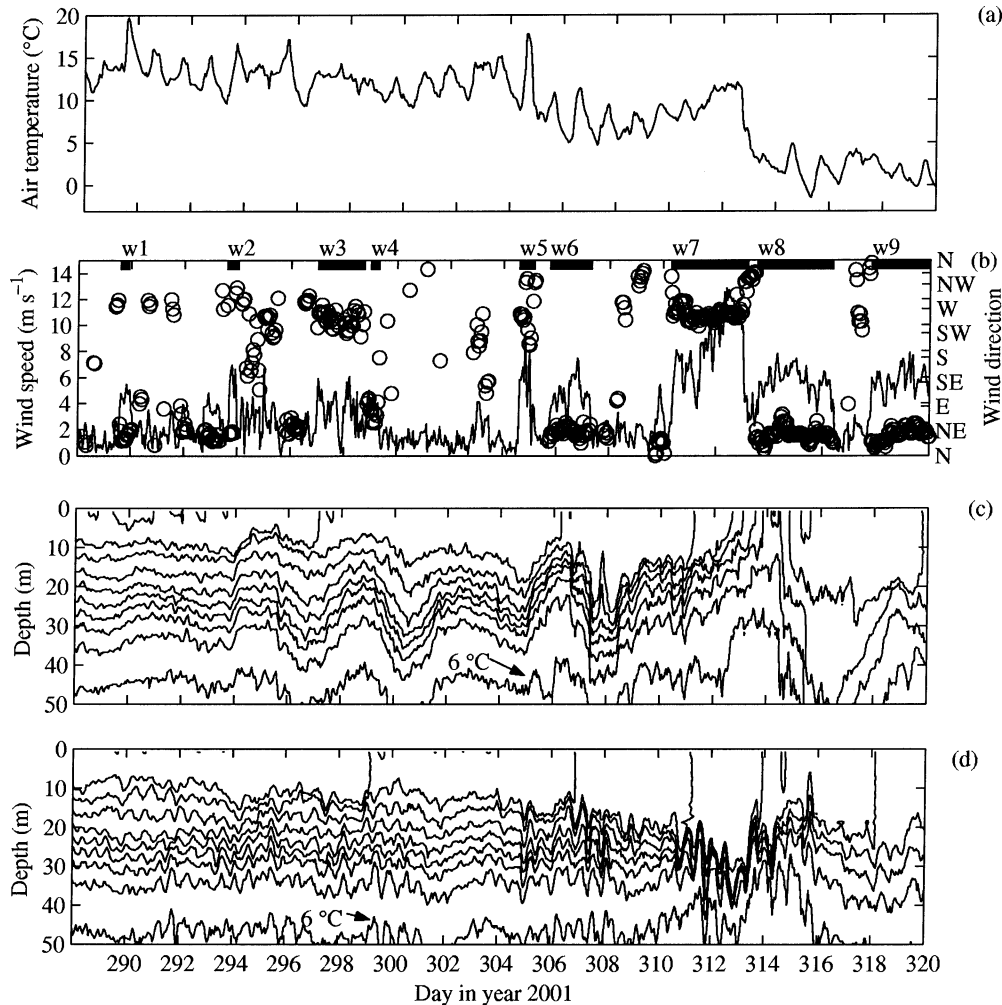 (a)
Air temperature (°C)
20
15
10
5
0
w1 w2 w3 w4 w5 w6 w7 w8 w9
(b)
Wind speed (m s⁻¹)
14
12
10
8
6
4
2
0
N
NW
W
SW
S
SE
E
NE
N
Wind direction
(c)
Depth (m)
0
10
20
30
40
50
6 °C
(d)
Depth (m)
0
10
20
30
40
50
6 °C
290 292 294 296 298 300 302 304 306 308 310 312 314 316 318 320
Day in year 2001